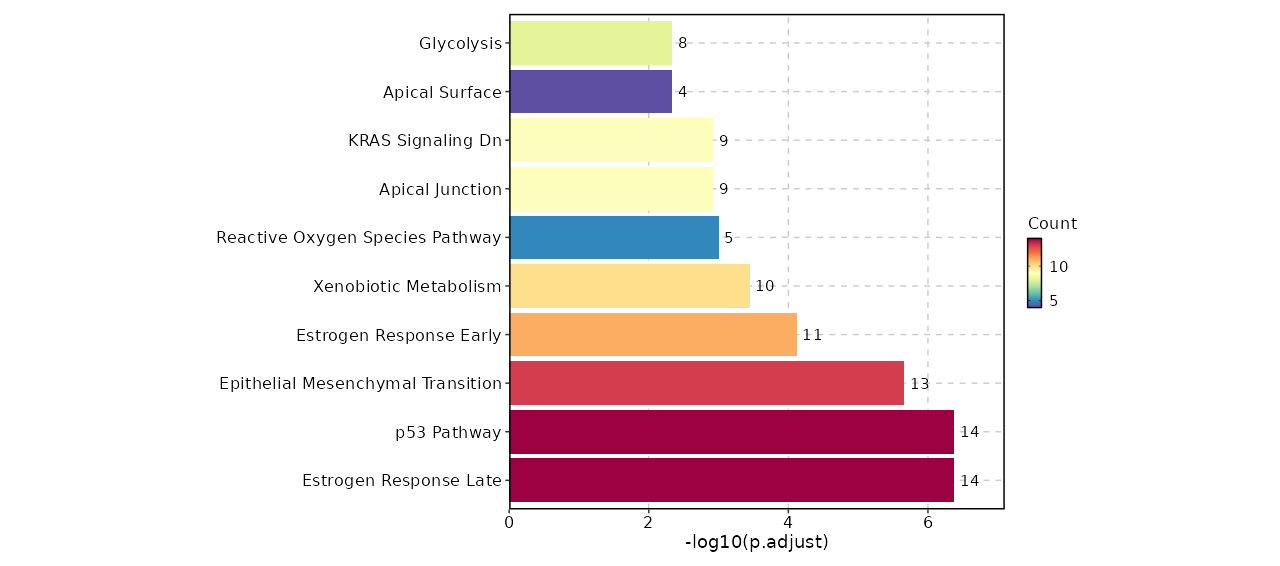 Glycolysis 8
Apical Surface 4
KRAS Signaling Dn 9
Apical Junction 9
Reactive Oxygen Species Pathway 5
Xenobiotic Metabolism 10
Estrogen Response Early 11
Epithelial Mesenchymal Transition 13
p53 Pathway 14
Estrogen Response Late 14
0 2 4 6
-log10(p.adjust)
Count
10
5